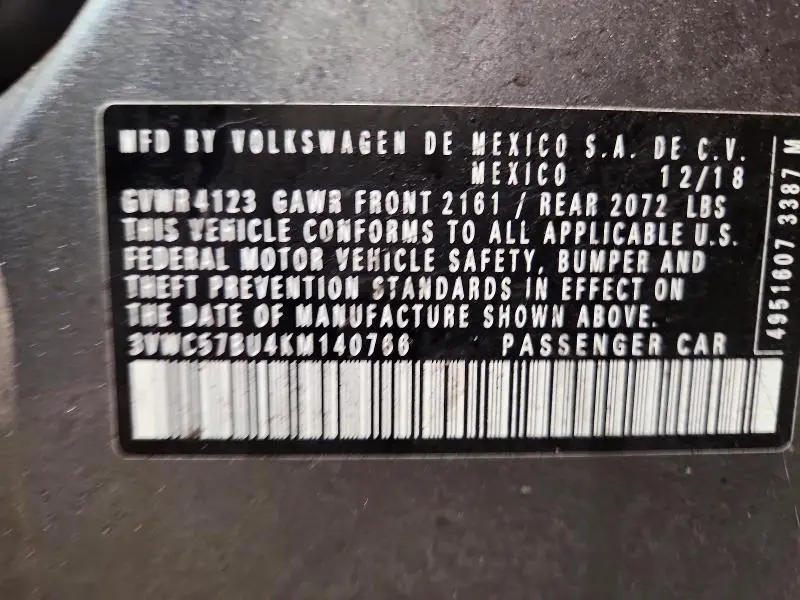 MFD BY VOLKSWAGEN DE MEXICO S.A. DE C.V.
MEXICO 12/18
GVWR 4123 GAWR FRONT 2161 / REAR 2072 LBS
THIS VEHICLE CONFORMS TO ALL APPLICABLE U.S.
FEDERAL MOTOR VEHICLE SAFETY, BUMPER AND
THEFT PREVENTION STANDARDS IN EFFECT ON
THE DATE OF MANUFACTURE SHOWN ABOVE.
3VWC57BU4KM140766 PASSENGER CAR
4951607 3387 M